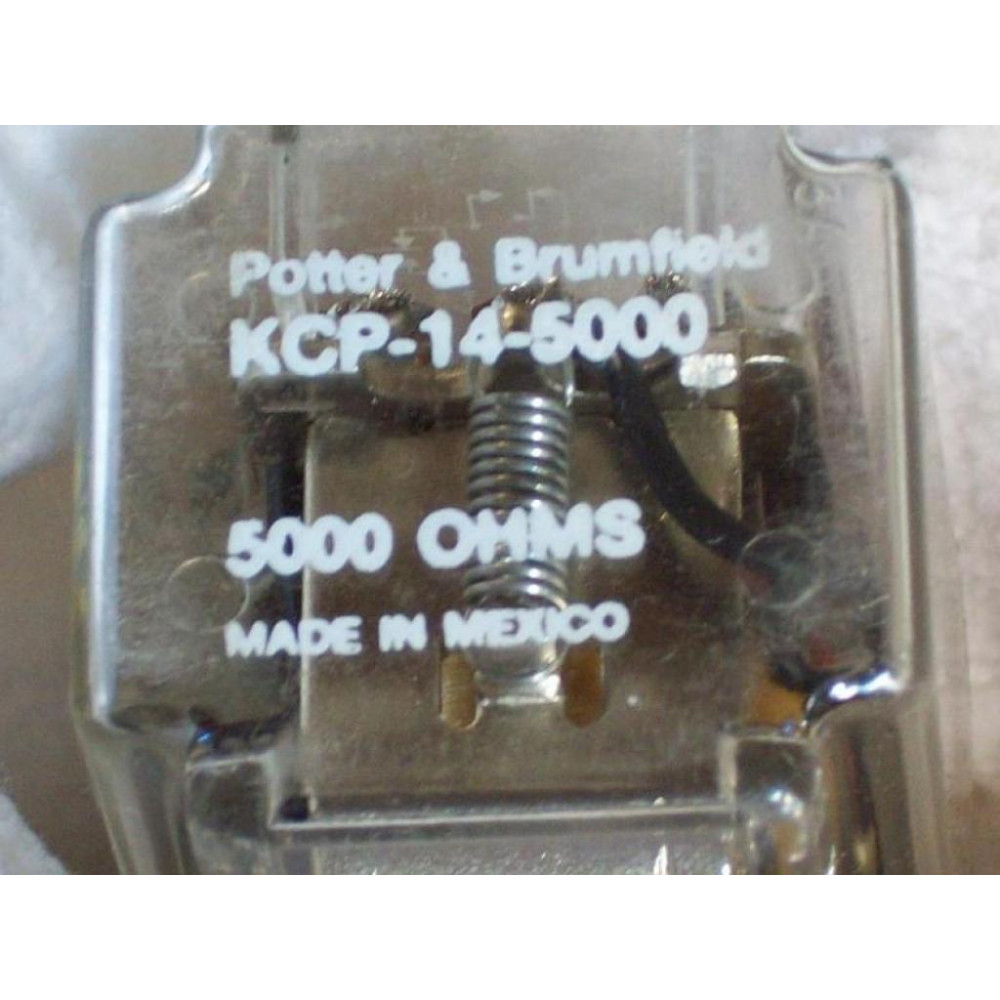 Potter & Brumfield
KCP-14-5000
5000 OHMS
MADE IN MEXICO